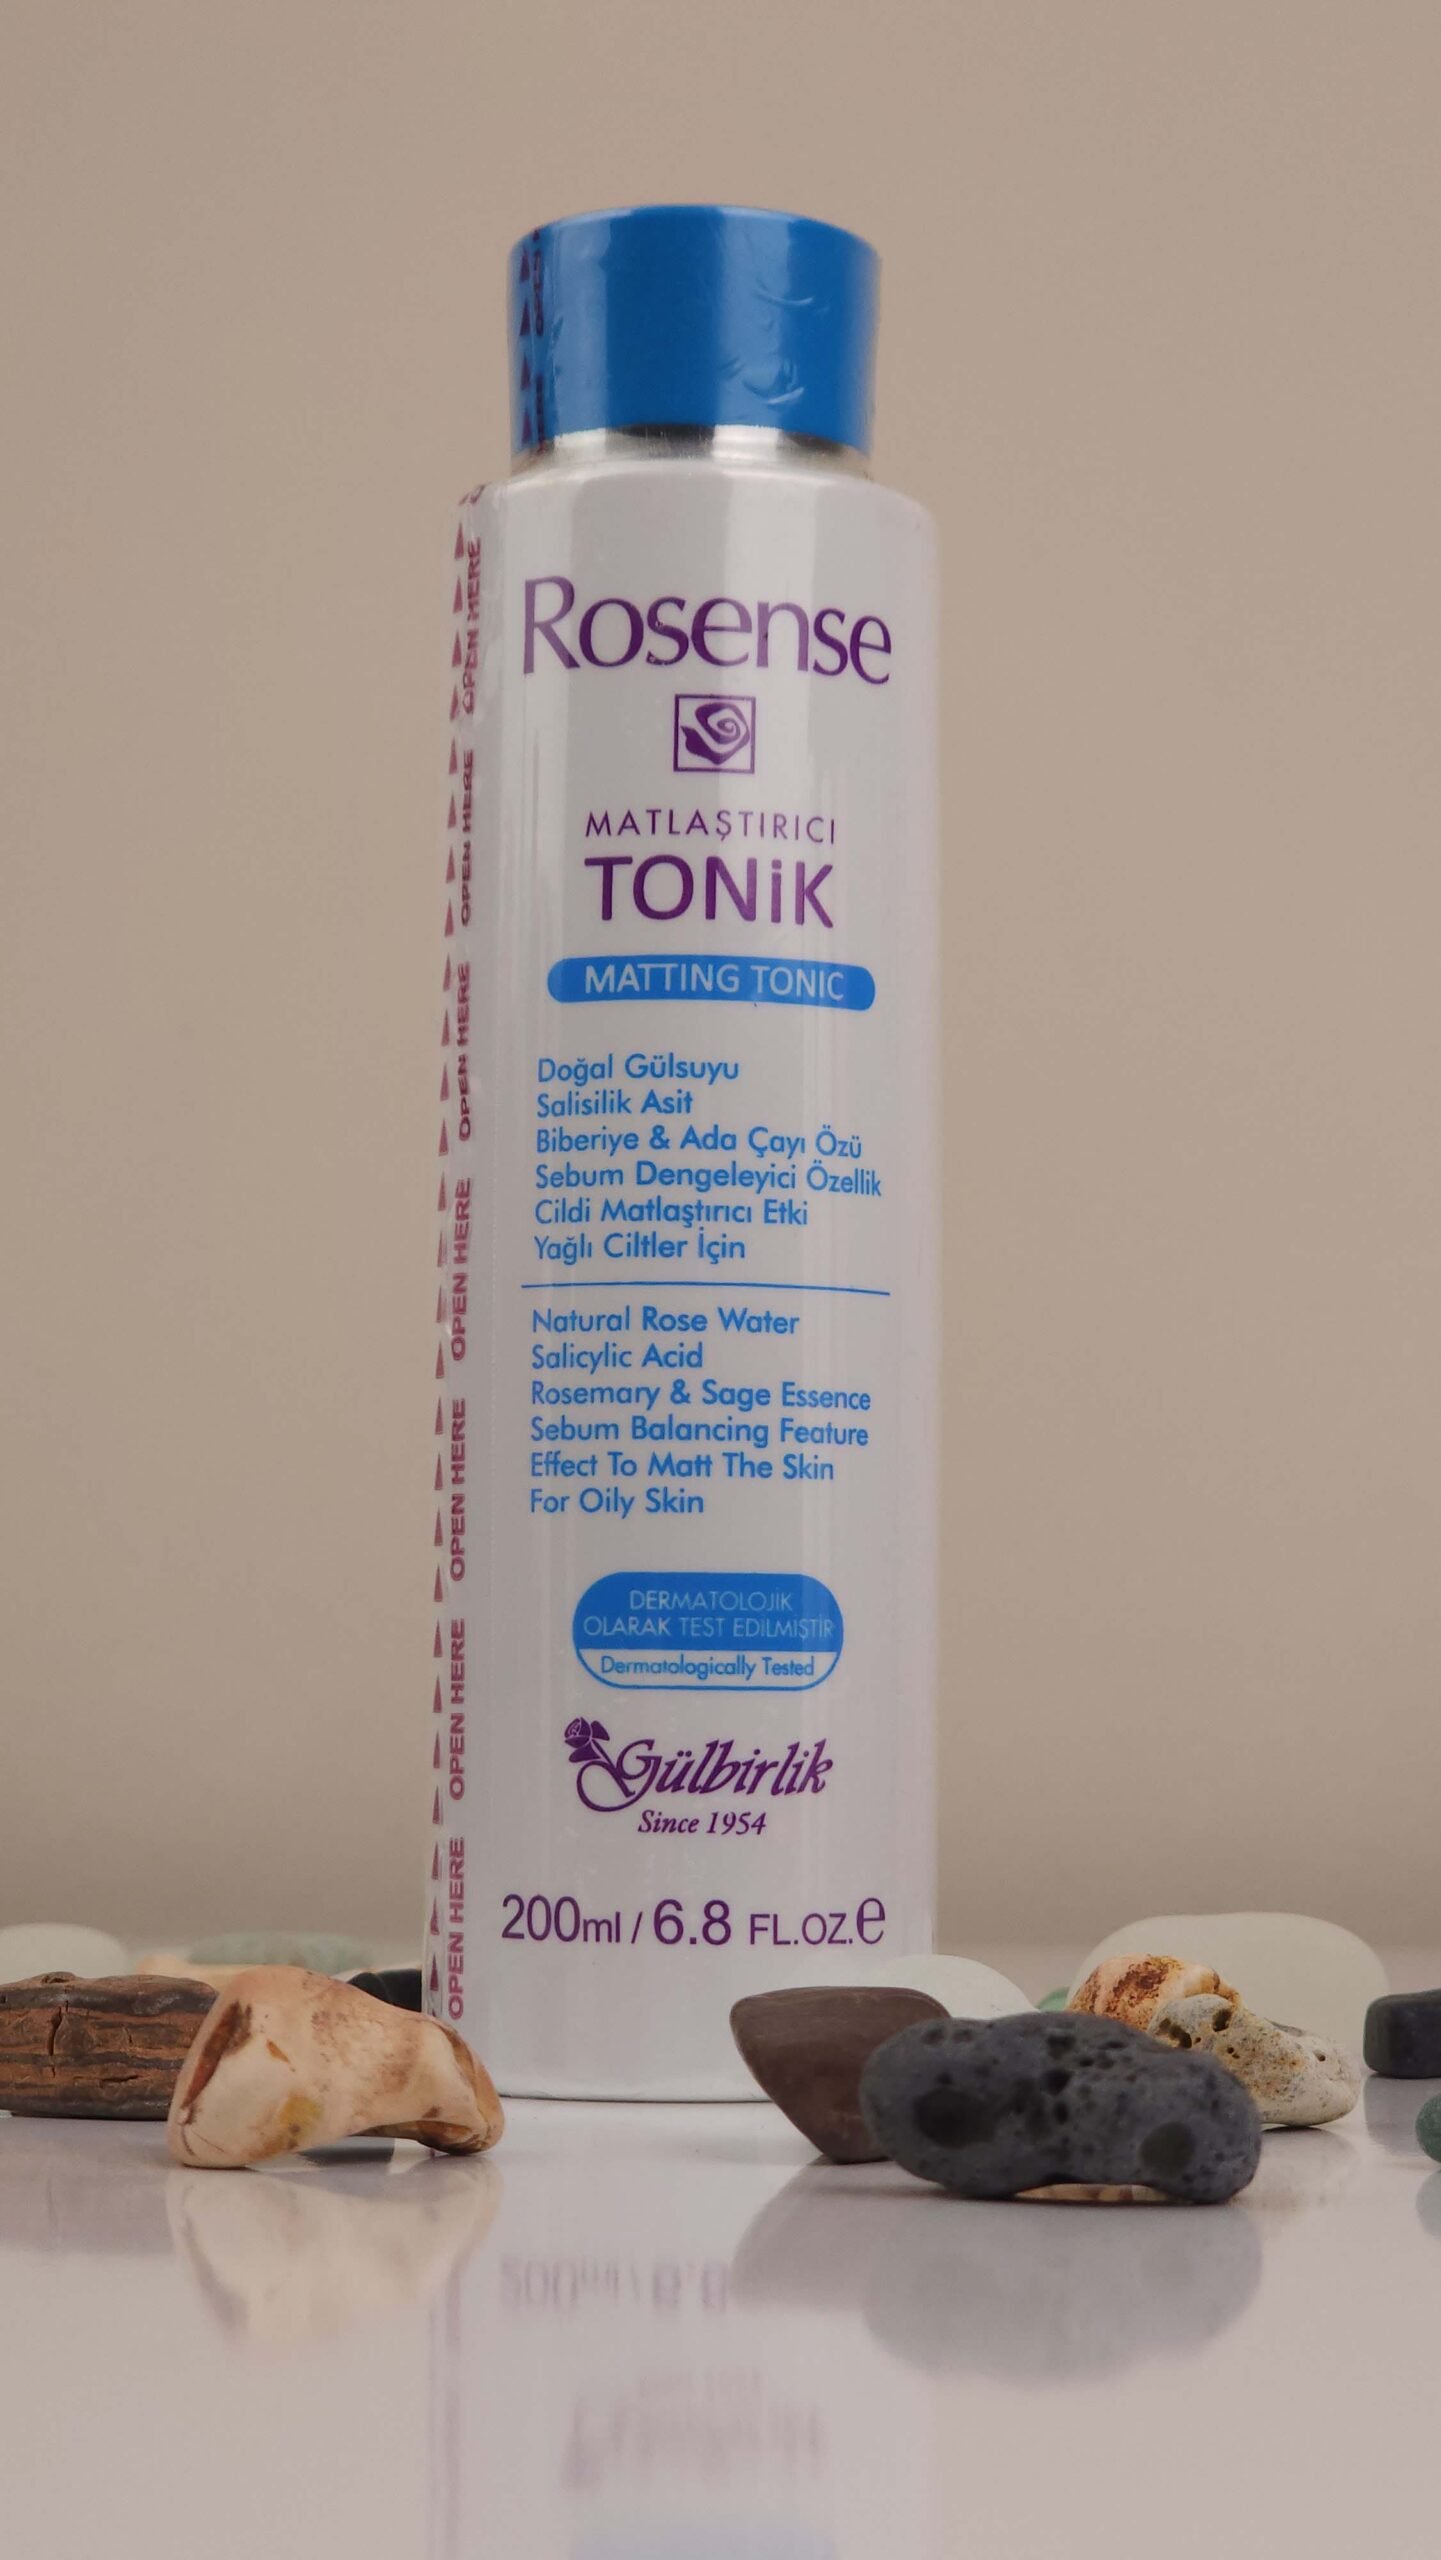 Rosense
MATLAŞTIRICI
TONİK
MATTING TONIC
Doğal Gülsuyu
Salisilik Asit
Biberiye & Ada Çayı Özü
Sebum Dengeleyici Özellik
Cildi Matlaştırıcı Etki
Yağlı Ciltler İçin
Natural Rose Water
Salicylic Acid
Rosemary & Sage Essence
Sebum Balancing Feature
Effect To Matt The Skin
For Oily Skin
DERMATOLOJİK
OLARAK TEST EDİLMİŞTİR
Dermatologically Tested
Gülbirlik
Since 1954
200ml / 6.8 FL.OZ.e
OPEN HERE OPEN HERE OPEN HERE OPEN HERE OPEN HERE OPEN HERE OPEN HERE